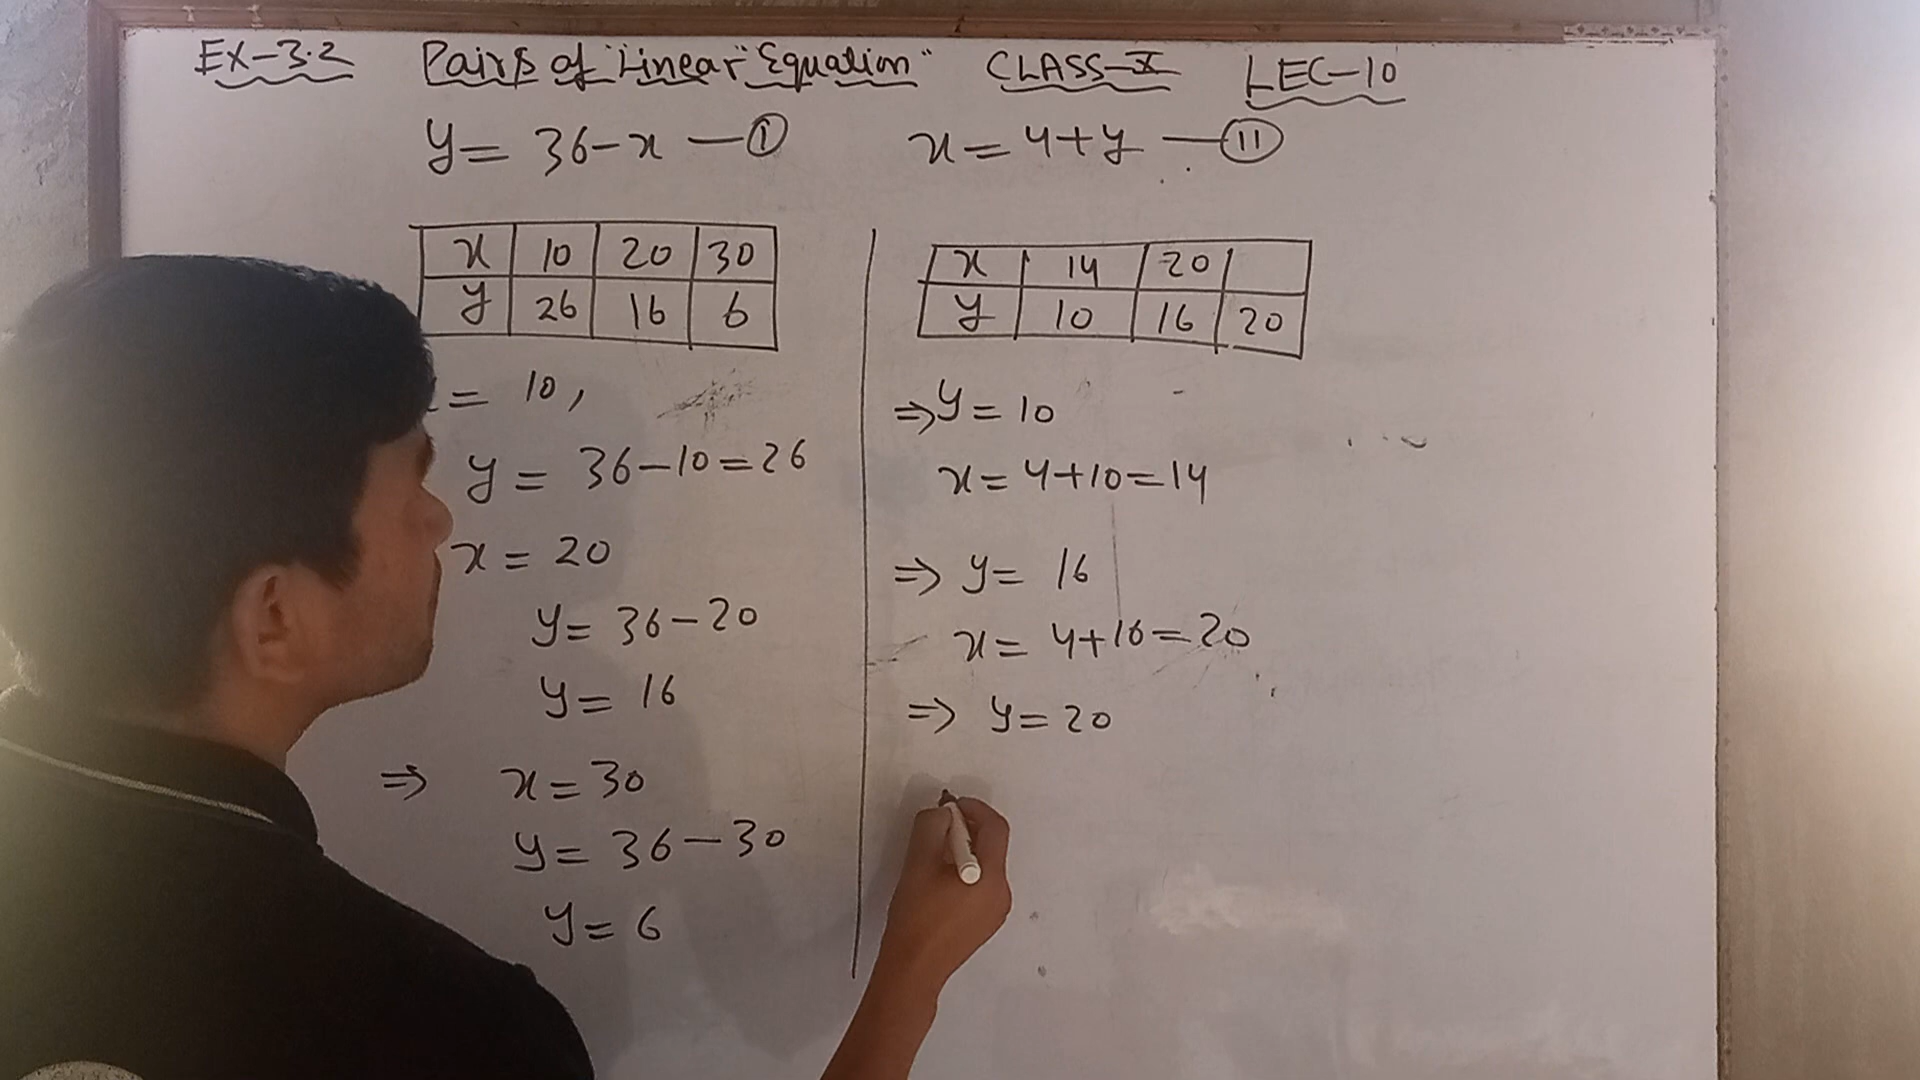 EX-3.2 Pairs of "Linear" Equation" CLASS-X LEC-10
y = 36-x —① x = 4+y —⑪
x 10 20 30
y 26 16 6
= 10,
y = 36-10=26
x = 20
y = 36-20
y = 16
⇒ x = 30
y = 36-30
y = 6
x 14 20
y 10 16 20
⇒ y = 10
x = 4+10=14
⇒ y = 16
x = 4+16=20
⇒ y = 20